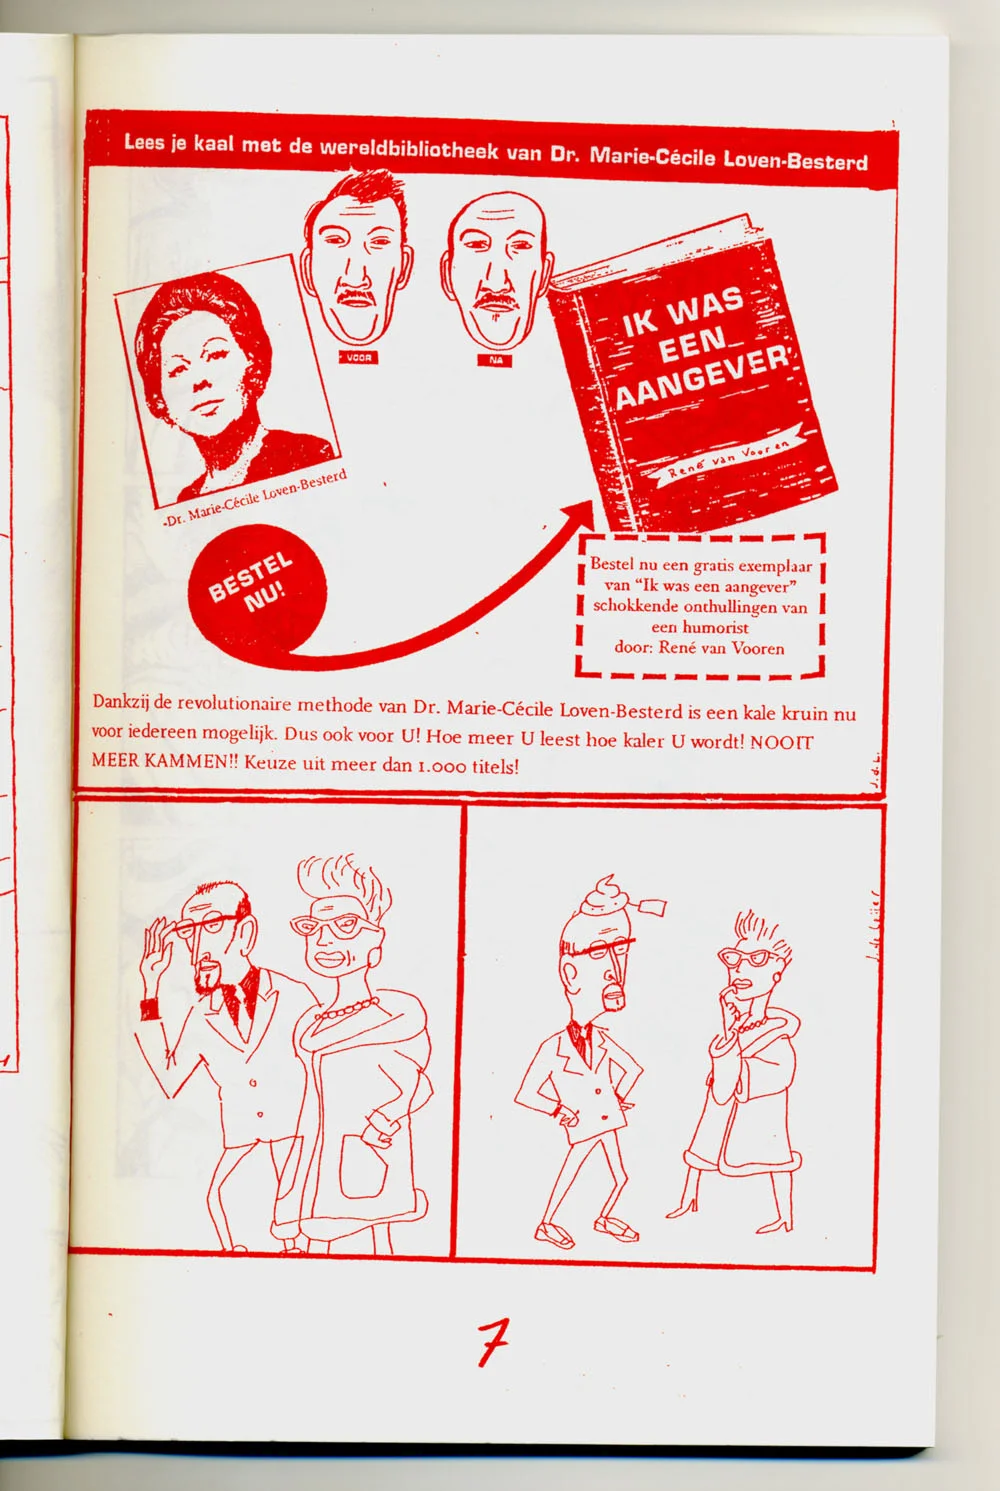 Lees je kaal met de wereldbibliotheek van Dr. Marie-Cécile Loven-Besterd
VOOR
NA
IK WAS
EEN
AANGEVER
René van Vooren
-Dr. Marie-Cécile Loven-Besterd
BESTEL
NU!
Bestel nu een gratis exemplaar
van “Ik was een aangever”
schokkende onthullingen van
een humorist
door: René van Vooren
Dankzij de revolutionaire methode van Dr. Marie-Cécile Loven-Besterd is een kale kruin nu
voor iedereen mogelijk. Dus ook voor U! Hoe meer U leest hoe kaler U wordt! NOOIT
MEER KAMMEN!! Keuze uit meer dan 1.000 titels!
7